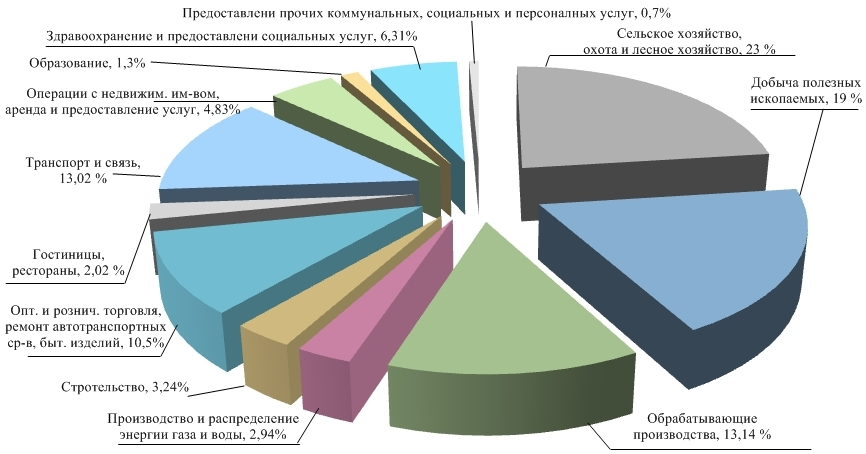 Предоставлени прочих коммунальных, социальных и персоналных услуг, 0,7%
Здравоохранение и предоставлени социальных услуг, 6,31%
Образование, 1,3%
Операции с недвижим. им-вом,
аренда и предоставление услуг, 4,83%
Транспорт и связь,
13,02 %
Гостиницы,
рестораны, 2,02 %
Опт. и рознич. торговля,
ремонт автотранспортных
ср-в, быт. изделий, 10,5%
Стротельство, 3,24%
Производство и распределение
энергии газа и воды, 2,94%
Сельское хозяйство,
охота и лесное хозяйство, 23 %
Добыча полезных
ископаемых, 19 %
Обрабатывающие
производства, 13,14 %